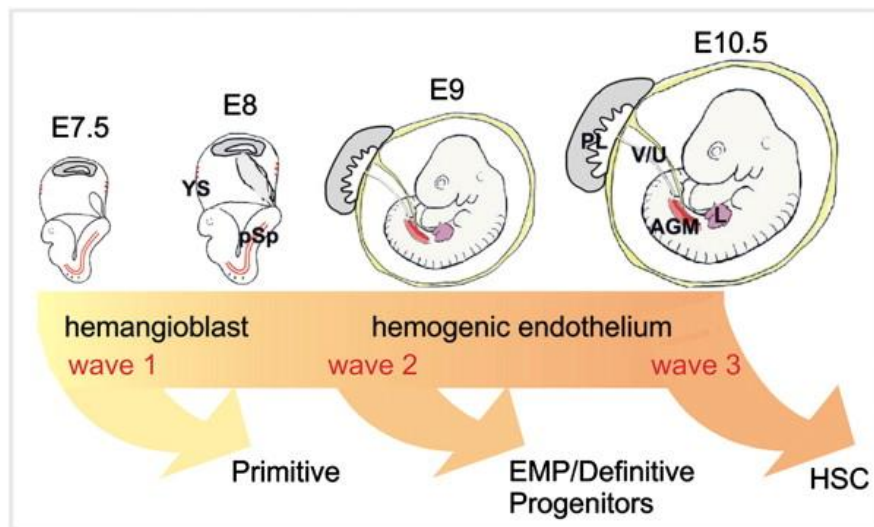 E7.5
E8
E9
E10.5
YS
pSp
PL
V/U
AGM
L
hemangioblast
hemogenic endothelium
wave 1
wave 2
wave 3
Primitive
EMP/Definitive
Progenitors
HSC